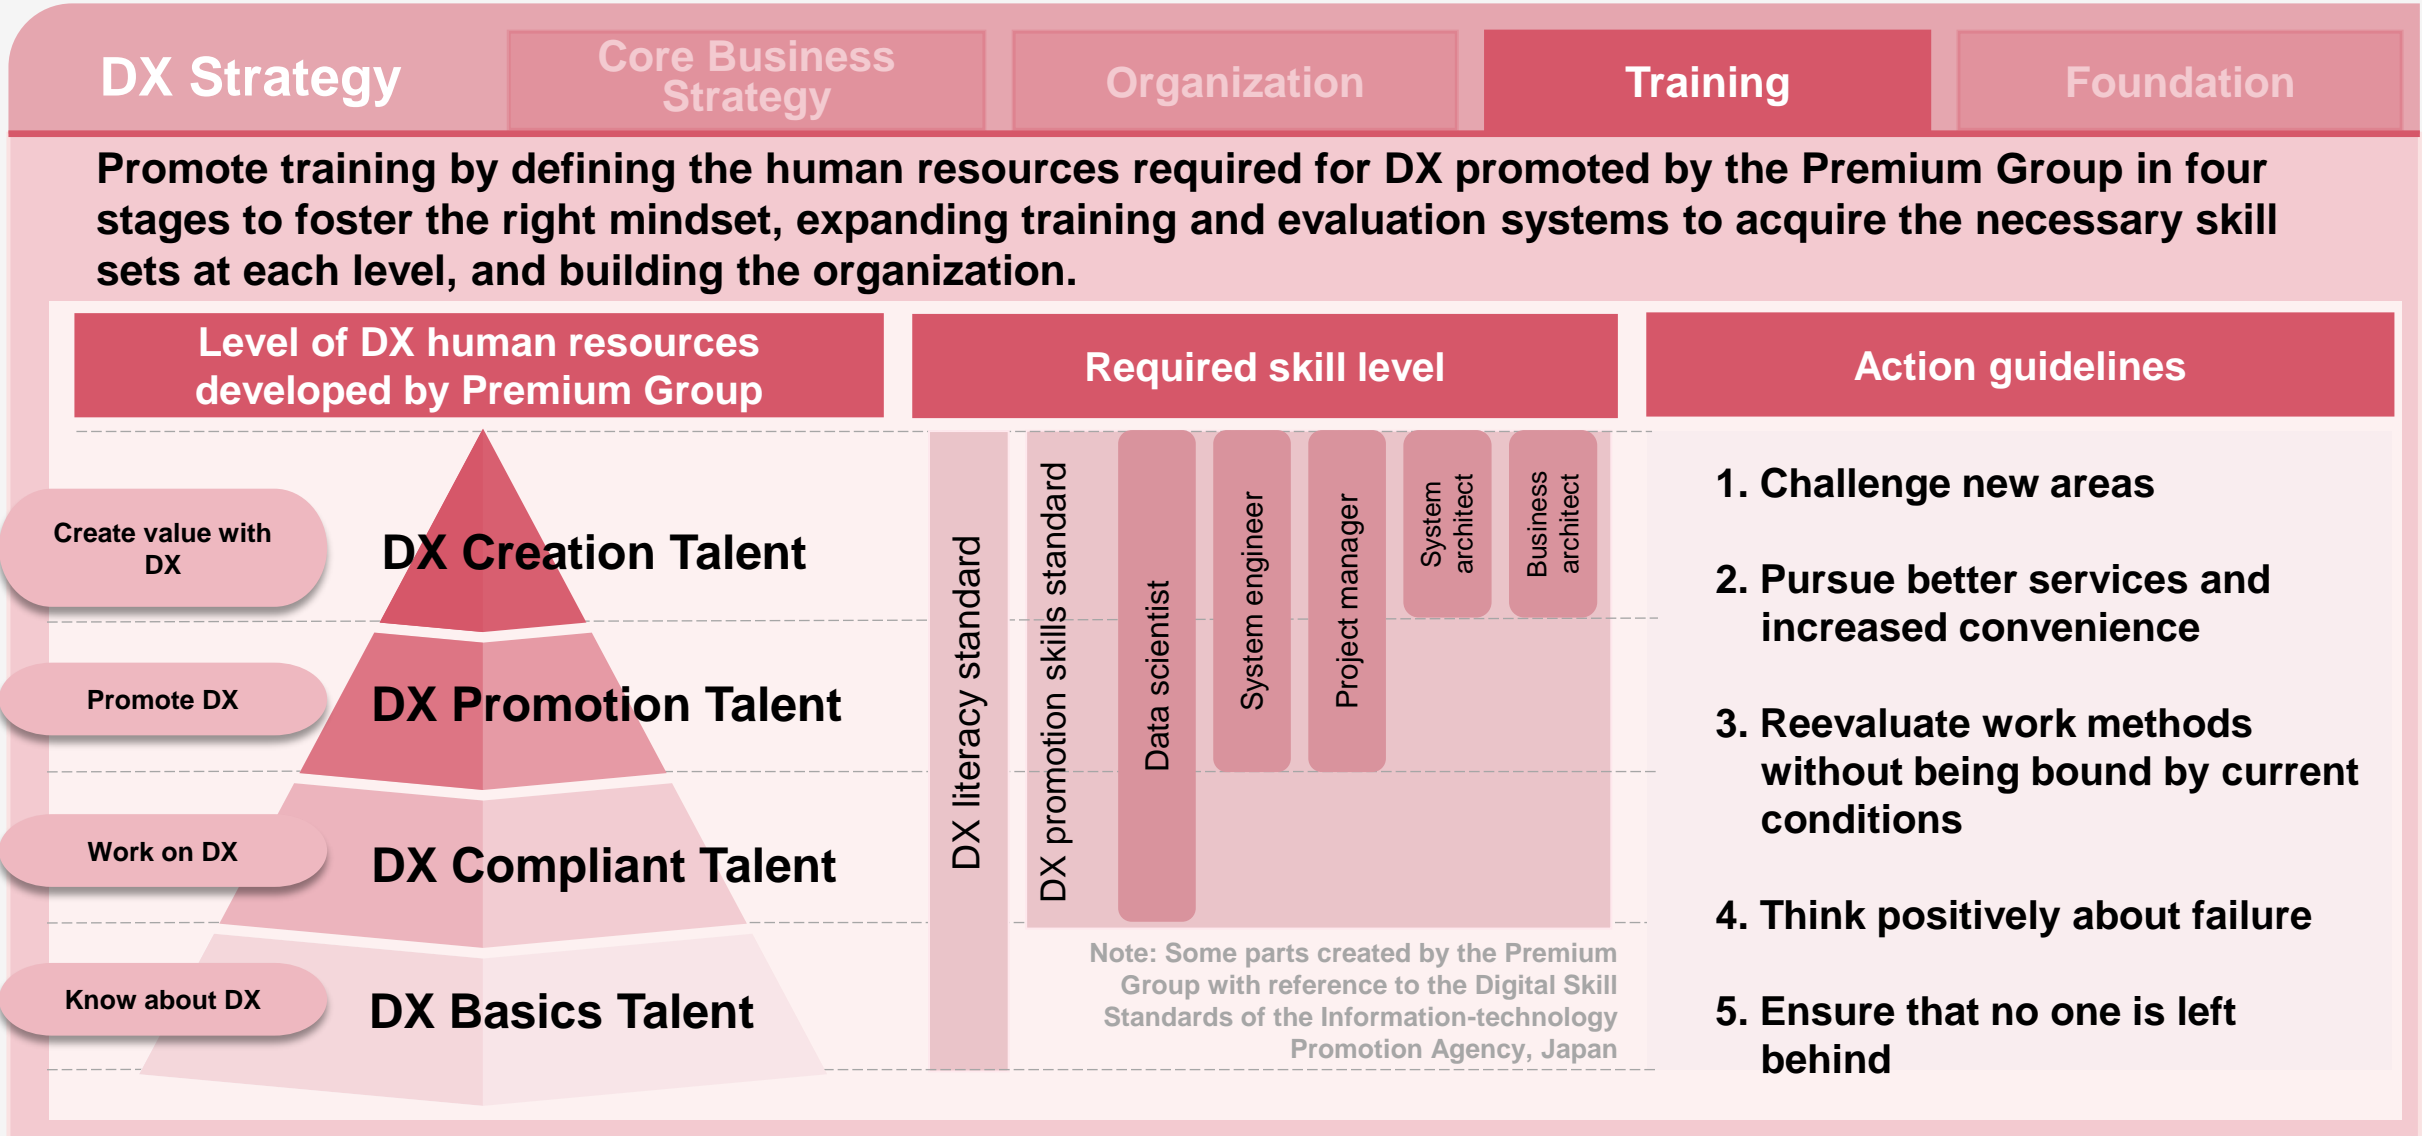 DX Strategy
Core Business
Strategy
Organization
Training
Foundation
Promote training by defining the human resources required for DX promoted by the Premium Group in four
stages to foster the right mindset, expanding training and evaluation systems to acquire the necessary skill
sets at each level, and building the organization.
Level of DX human resources
developed by Premium Group
Create value with
DX
DX Creation Talent
Promote DX
DX Promotion Talent
Work on DX
DX Compliant Talent
Know about DX
DX Basics Talent
Required skill level
DX literacy standard
DX promotion skills standard
Data scientist
System engineer
Project manager
System
architect
Business
architect
Note: Some parts created by the Premium
Group with reference to the Digital Skill
Standards of the Information-technology
Promotion Agency, Japan
Action guidelines
1. Challenge new areas
2. Pursue better services and
increased convenience
3. Reevaluate work methods
without being bound by current
conditions
4. Think positively about failure
5. Ensure that no one is left
behind